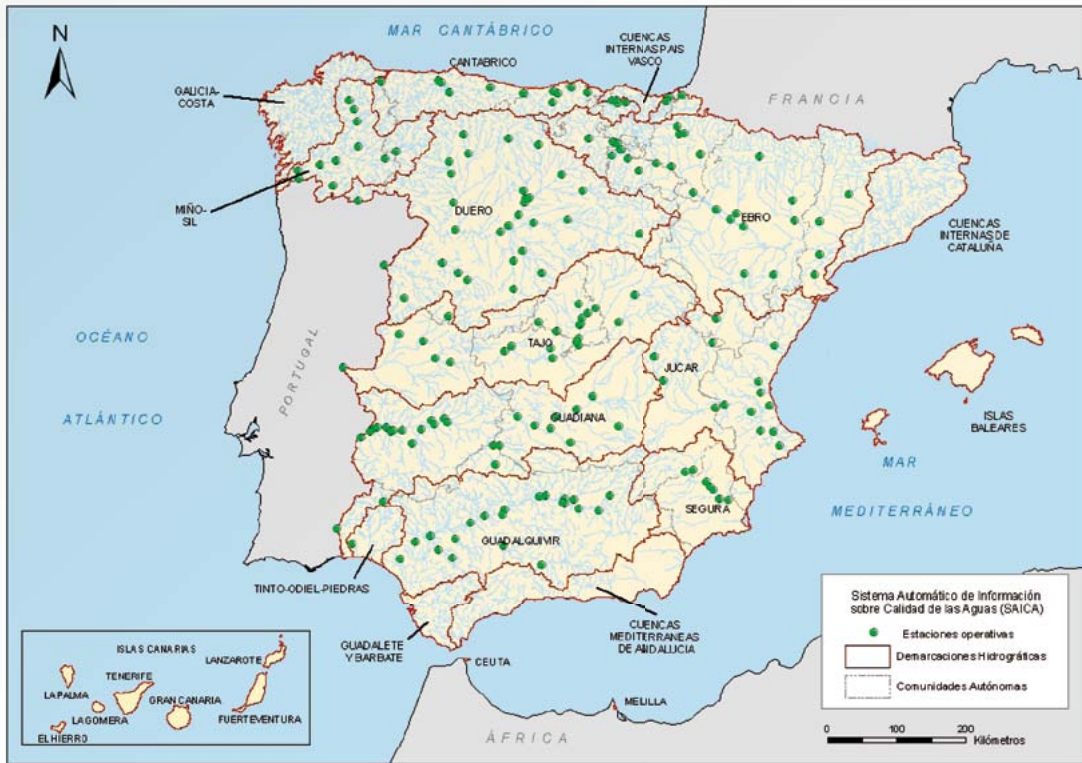 N
MAR CANTÁBRICO
CANTABRICO
CUENCAS
INTERNAS PAIS
VASCO
GALICIA-
COSTA
FRANCIA
MIÑO-
SIL
DUERO
EBRO
CUENCAS
INTERNAS DE
CATALUÑA
OCÉANO
ATLÁNTICO
PORTUGAL
TAJO
JUCAR
GUADIANA
ISLAS
BALEARES
MAR
MEDITERRÁNEO
SEGURA
GUADALQUIVIR
TINTO-ODIEL-PIEDRAS
GUADALETE
Y BARBATE
CUENCAS
MEDITERRANEAS
DE ANDALUCIA
CEUTA
MELILLA
ÁFRICA
ISLAS CANARIAS
LANZAROTE
LA PALMA
TENERIFE
GRAN CANARIA
LA GOMERA
FUERTEVENTURA
EL HIERRO
Sistema Automático de Información
sobre Calidad de las Aguas (SAICA)
Estaciones operativas
Demarcaciones Hidrográficas
Comunidades Autónomas
0 100 200
Kilómetros